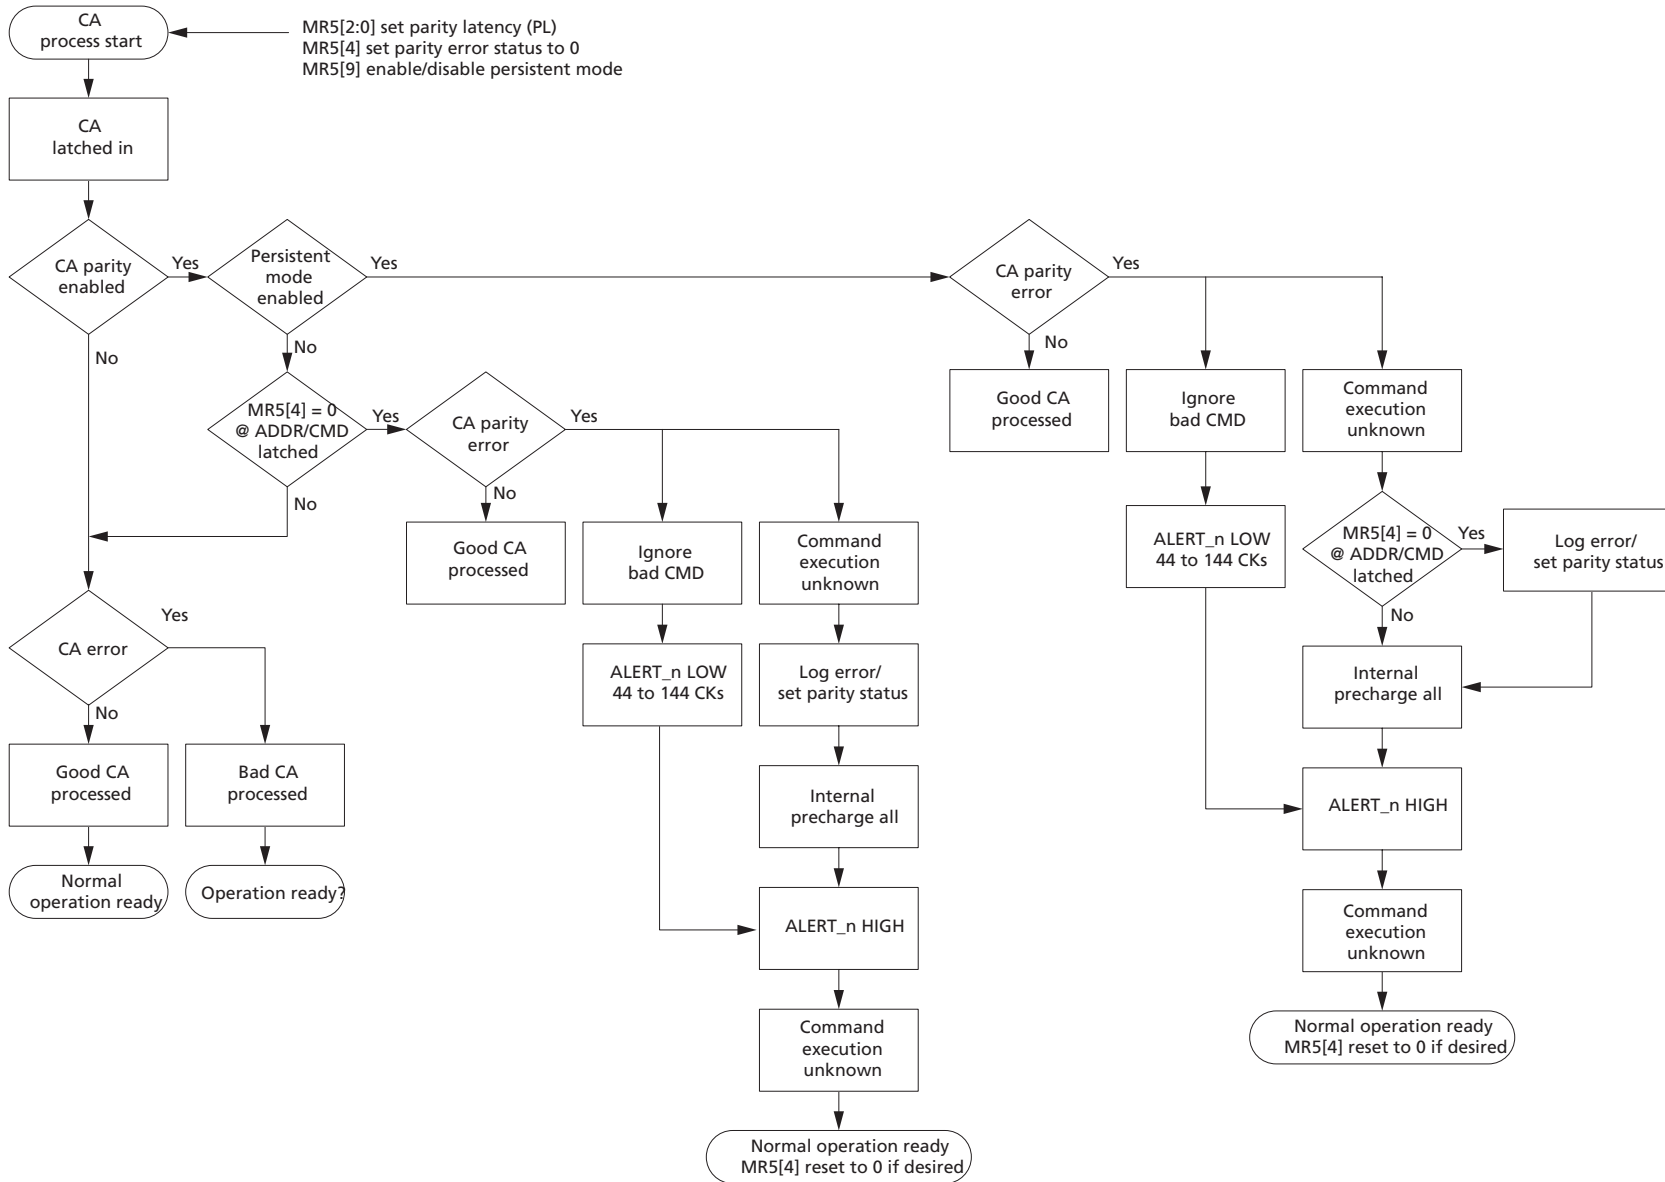 CA
process start
MR5[2:0] set parity latency (PL)
MR5[4] set parity error status to 0
MR5[9] enable/disable persistent mode
CA
latched in
CA parity
enabled
Yes
No
Persistent
mode
enabled
Yes
No
CA parity
error
Yes
No
Good CA
processed
Ignore
bad CMD
Command
execution
unknown
MR5[4] = 0
@ ADDR/CMD
latched
Yes
No
CA parity
error
Yes
No
Good CA
processed
Ignore
bad CMD
Command
execution
unknown
ALERT_n LOW
44 to 144 CKs
MR5[4] = 0
@ ADDR/CMD
latched
Yes
No
Log error/
set parity status
CA error
Yes
No
ALERT_n LOW
44 to 144 CKs
Log error/
set parity status
Internal
precharge all
Good CA
processed
Bad CA
processed
Internal
precharge all
ALERT_n HIGH
Normal
operation ready
Operation ready?
ALERT_n HIGH
Command
execution
unknown
Command
execution
unknown
Normal operation ready
MR5[4] reset to 0 if desired
Normal operation ready
MR5[4] reset to 0 if desired